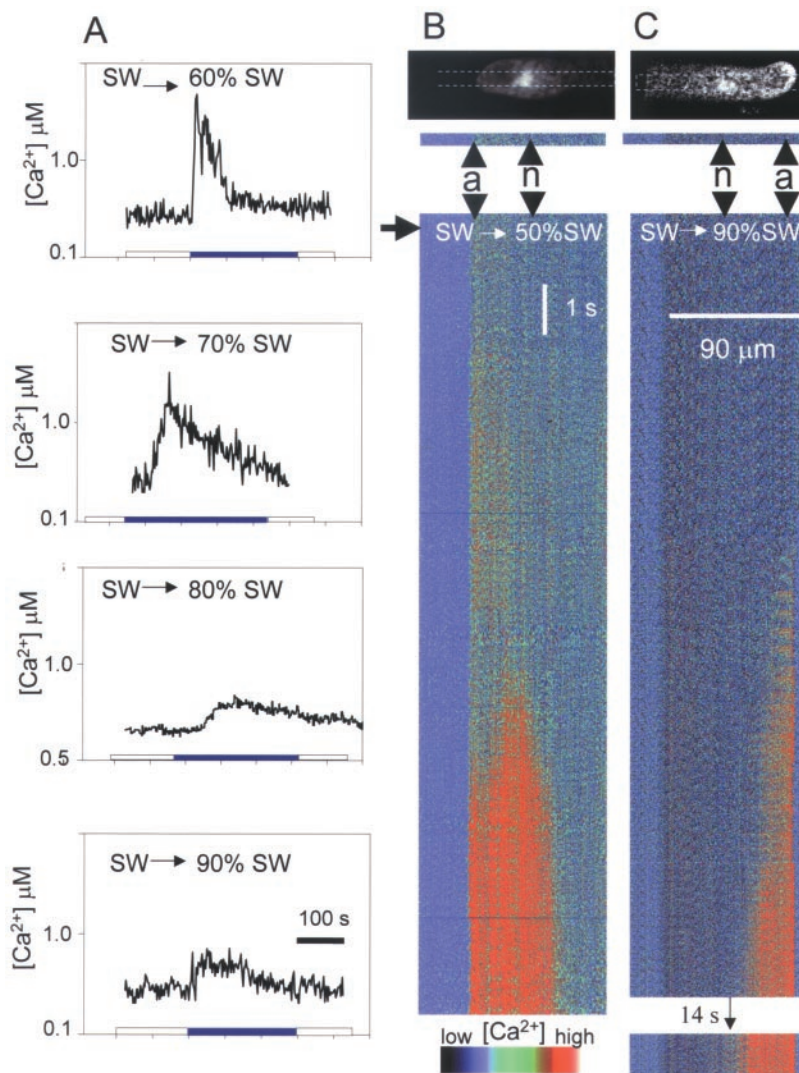 A
SW → 60% SW
[Ca²⁺] µM
1.0
0.1
SW → 70% SW
[Ca²⁺] µM
1.0
0.1
SW → 80% SW
[Ca²⁺] µM
1.0
0.5
SW → 90% SW
[Ca²⁺] µM
1.0
100 s
0.1
B
a
n
SW → 50%SW
1 s
low [Ca²⁺] high
C
n
a
SW → 90%SW
90 µm
14 s